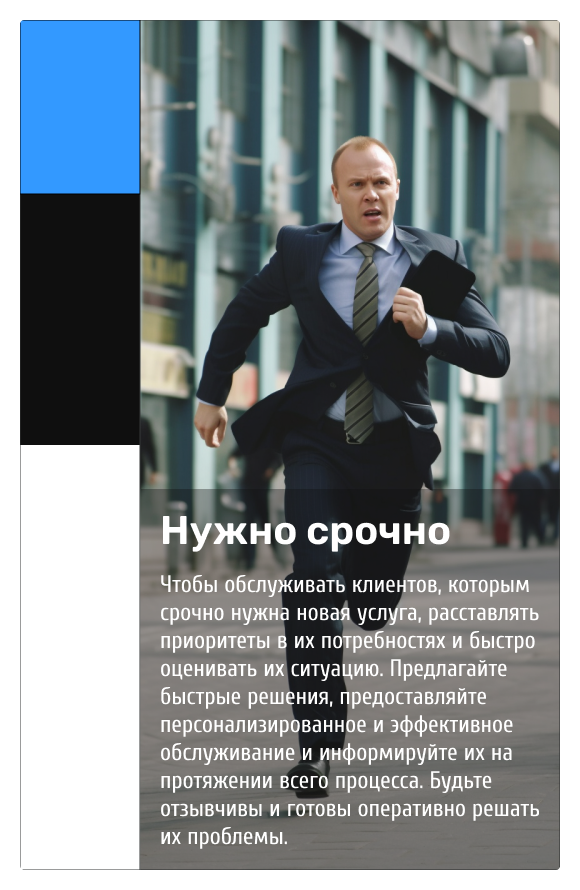 Нужно срочно
Чтобы обслуживать клиентов, которым
срочно нужна новая услуга, расставлять
приоритеты в их потребностях и быстро
оценивать их ситуацию. Предлагайте
быстрые решения, предоставляйте
персонализированное и эффективное
обслуживание и информируйте их на
протяжении всего процесса. Будьте
отзывчивы и готовы оперативно решать
их проблемы.